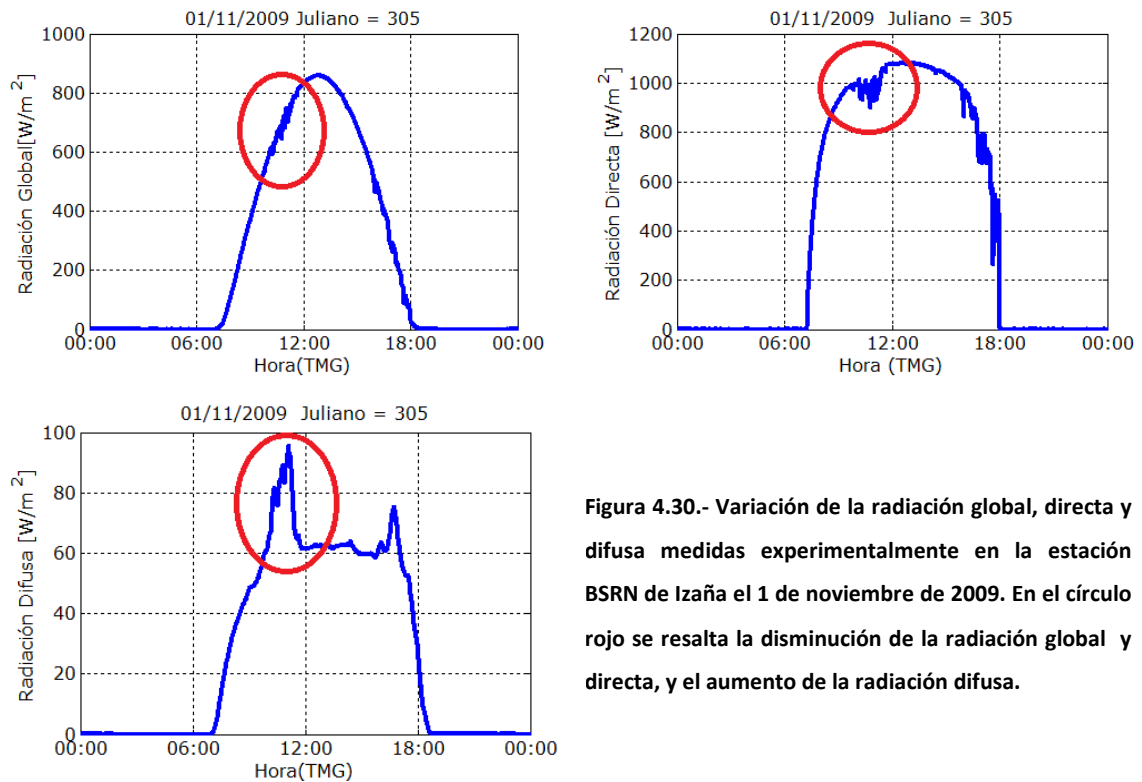 01/11/2009 Juliano = 305
1000
800
600
400
200
0
Radiación Global[W/m 2]
00:00 06:00 12:00 18:00 00:00
Hora(TMG)
01/11/2009 Juliano = 305
1200
1000
200
0
Radiación Directa [W/m 2]
00:00 06:00 12:00 18:00 00:00
Hora (TMG)
01/11/2009 Juliano = 305
100
80
60
40
20
0
Radiación Difusa [W/m 2]
00:00 06:00 12:00 18:00 00:00
Hora(TMG)
Figura 4.30.- Variación de la radiación global, directa y
difusa medidas experimentalmente en la estación
BSRN de Izaña el 1 de noviembre de 2009. En el círculo
rojo se resalta la disminución de la radiación global y
directa, y el aumento de la radiación difusa.